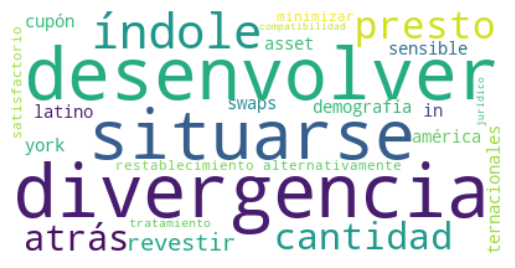 cupón
índole
minimizar
compatibilidad
presto
asset
sensible
satisfactorio
desenvolver
swaps
demografía
jurídico
latino
in
situarse
york
américa
restablecimiento
alternativamente
divergencia
ternacionales
tratamiento
atrás
revestir
cantidad